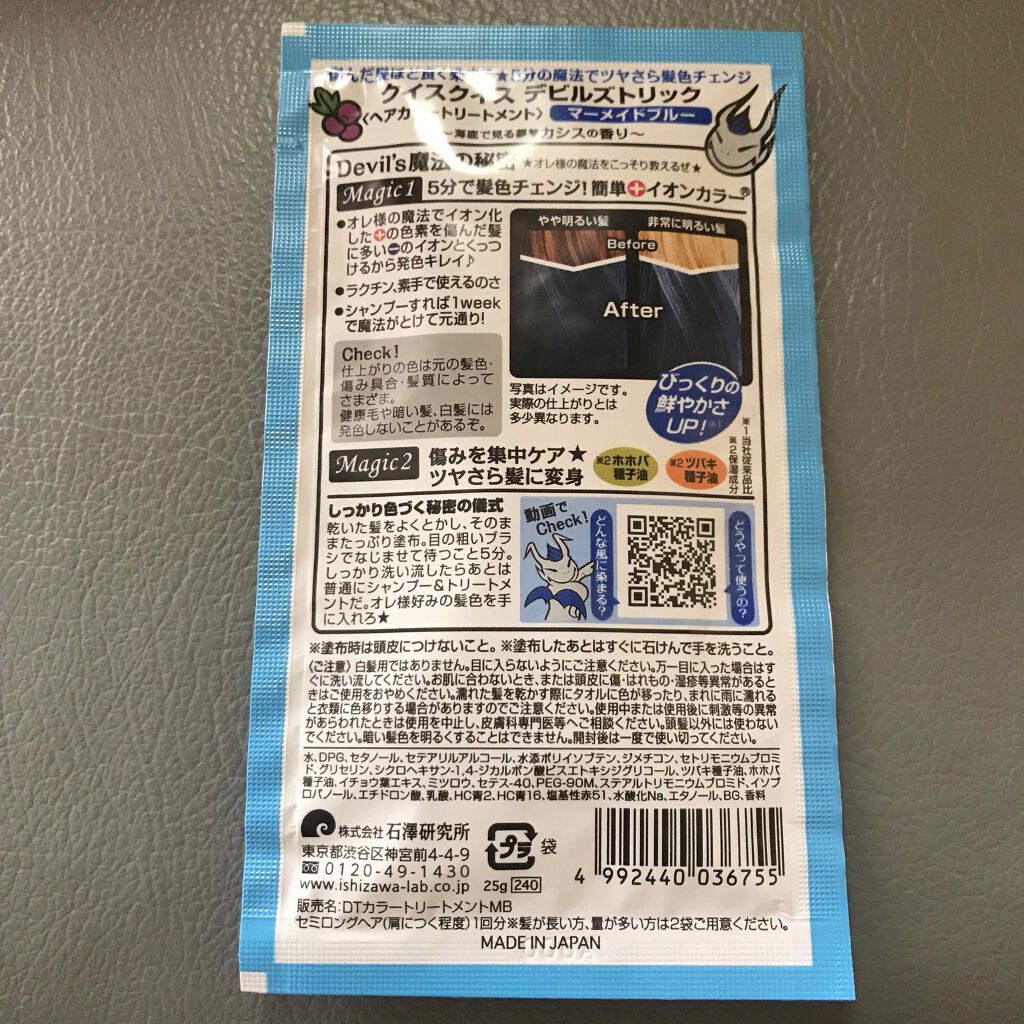 傷んだ髪ほど良く染まる★5分の魔法でツヤさら髪色チェンジ
クイスクイス デビルズトリック
〈ヘアカラートリートメント〉 マーメイドブルー
～海底で見る夢 カシスの香り～
Devil's魔法の秘密 ★オレ様の魔法をこっそり教えるぜ★
Magic1 5分で髪色チェンジ!簡単+イオンカラー®
●オレ様の魔法でイオン化
した+の色素を傷んだ髪
に多い-のイオンとくっつ
けるから発色キレイ♪
●ラクチン、素手で使えるのさ
●シャンプーすれば1week
で魔法がとけて元通り!
Check!
仕上がりの色は元の髪色・
傷み具合・髪質によって
さまざま。
健康毛や暗い髪、白髪には
発色しないことがあるぞ。
やや明るい髪 非常に明るい髪
Before
After
写真はイメージです。
実際の仕上がりとは
多少異なります。
びっくりの
鮮やかさ
UP!※1
※1当社従来品比
※2保湿成分
Magic2 傷みを集中ケア★
ツヤさら髪に変身
※2ホホバ
種子油
※2ツバキ
種子油
しっかり色づく秘密の儀式
乾いた髪をよくとかし、そのま
またっぷり塗布。目の粗いブラ
シでなじませて待つこと5分。
しっかり洗い流したらあとは
普通にシャンプー&トリートメ
ントだ。オレ様好みの髪色を手
に入れろ★
動画で
Check!
どんな風に染まる?
どうやって使うの?
※塗布時は頭皮につけないこと。※塗布したあとはすぐに石けんで手を洗うこと。
〈ご注意〉白髪用ではありません。目に入らないようにご注意ください。万一目に入った場合はす
ぐに洗い流してください。お肌に合わないとき、または頭皮に傷・はれもの・湿疹等異常があると
きはご使用をおやめください。濡れた髪を乾かす際にタオルに色が移ったり、まれに雨に濡れる
と衣類に色移りする場合がありますのでご注意ください。使用中または使用後に刺激等の異常
があらわれたときは使用を中止し、皮膚科専門医等へご相談ください。頭髪以外には使わない
でください。暗い髪色を明るくすることはできません。開封後は一度で使い切ってください。
水、DPG、セタノール、セテアリルアルコール、水添ポリイソブテン、ジメチコン、セトリモニウムブロミ
ド、グリセリン、シクロヘキサン-1,4-ジカルボン酸ビスエトキシジグリコール、ツバキ種子油、ホホバ
種子油、イチョウ葉エキス、ミツロウ、セテス-40、PEG-90M、ステアルトリモニウムブロミド、イソプ
ロパノール、エチドロン酸、乳酸、HC青2、HC青16、塩基性赤51、水酸化Na、エタノール、BG、香料
株式会社 石澤研究所
東京都渋谷区神宮前4-4-9
0120-49-1430
www.ishizawa-lab.co.jp
プラ 袋
25g 240
4 992440 036755
販売名:DTカラートリートメントMB
セミロングヘア(肩につく程度)1回分※髪が長い方、量が多い方は2袋ご用意ください。
MADE IN JAPAN